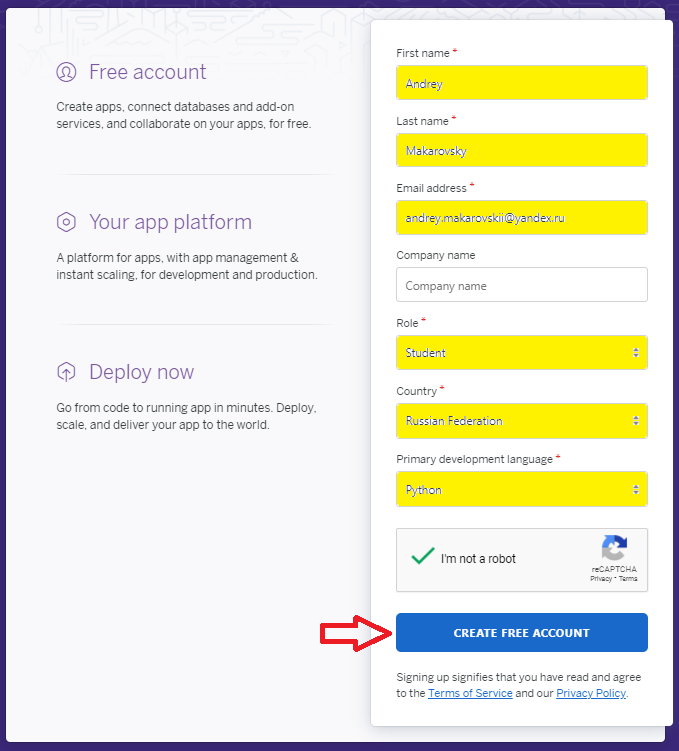 Free account
Create apps, connect databases and add-on
services, and collaborate on your apps, for free.
Your app platform
A platform for apps, with app management &
instant scaling, for development and production.
Deploy now
Go from code to running app in minutes. Deploy,
scale, and deliver your app to the world.
First name *
Andrey
Last name *
Makarovsky
Email address *
andrey.makarovskii@yandex.ru
Company name
Company name
Role *
Student
Country *
Russian Federation
Primary development language *
Python
I'm not a robot
reCAPTCHA
Privacy - Terms
CREATE FREE ACCOUNT
Signing up signifies that you have read and agree
to the Terms of Service and our Privacy Policy.